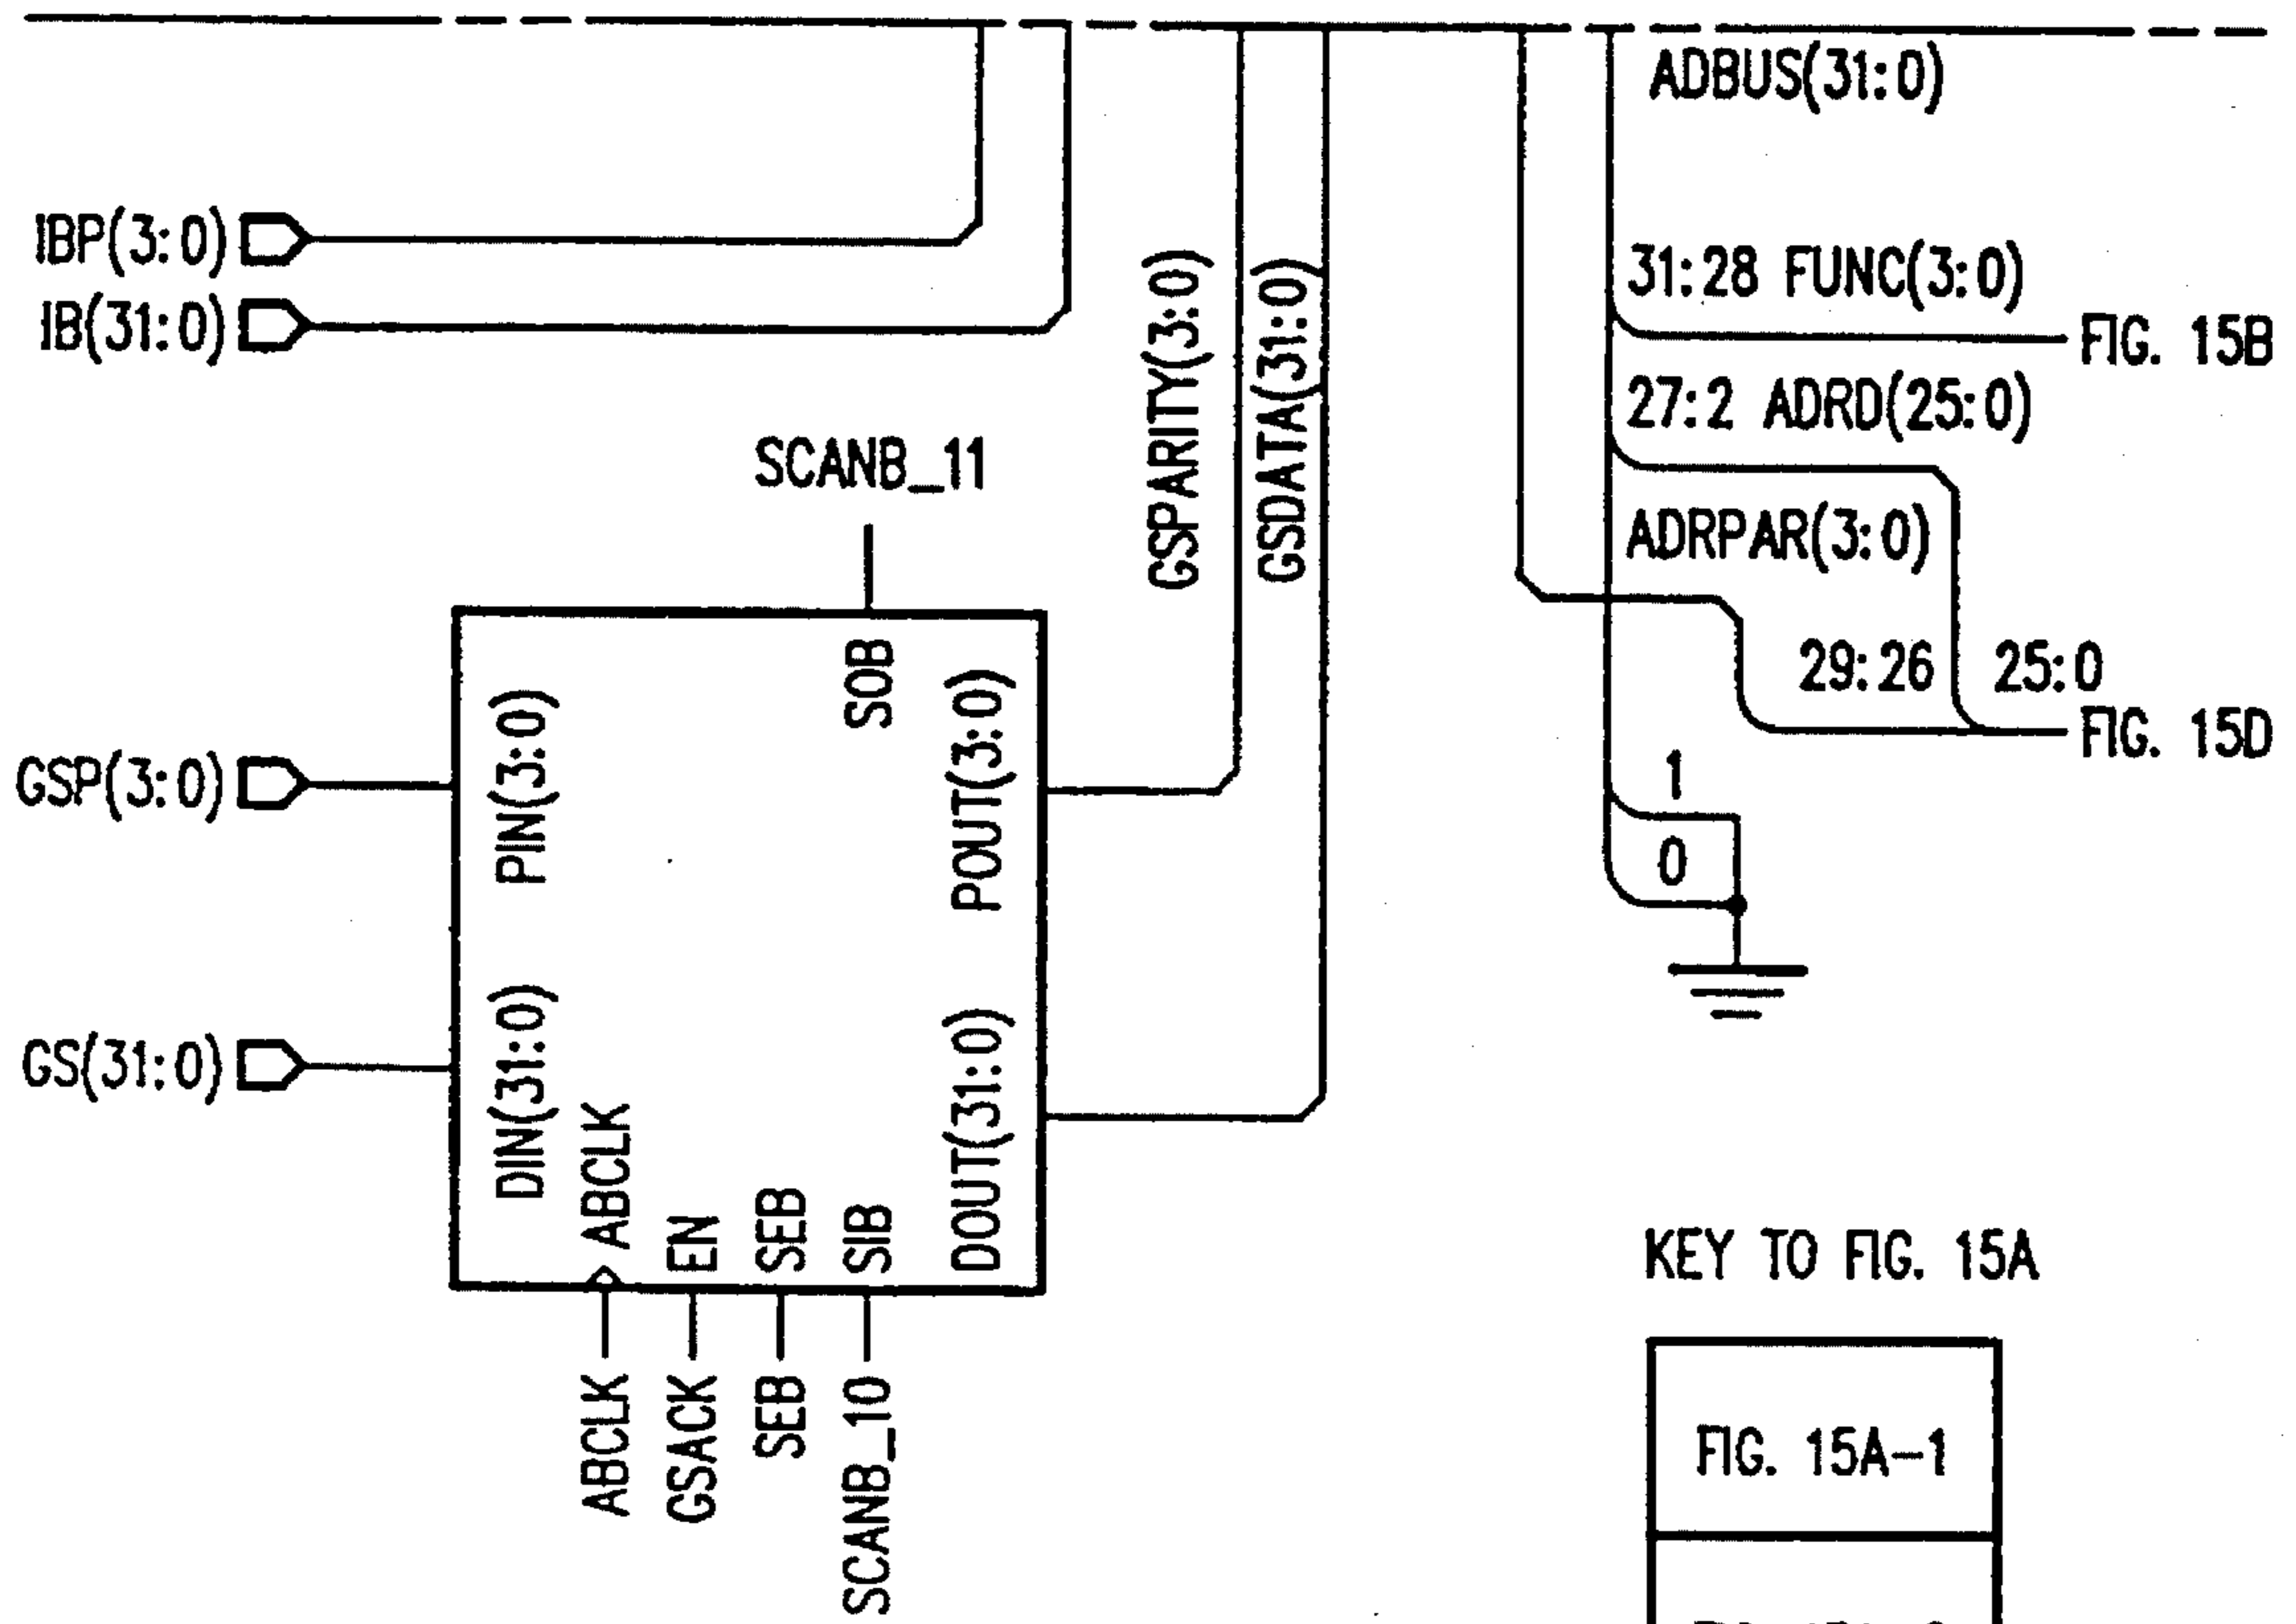 ADBUS(31:0)
IBP(3:0)
IB(31:0)
31:28 FUNC(3:0)
FIG. 15B
27:2 ADRD(25:0)
GSPARITY(3:0)
GSDATA(31:0)
SCANB_11
ADRPAR(3:0)
29:26
25:0
FIG. 15D
SOB
PIN(3:0)
POUT(3:0)
GSP(3:0)
1
0
GS(31:0)
DIN(31:0)
DOUT(31:0)
ABCLK
EN
SEB
SIB
ABCLK
GSACK
SEB
SCANB_10
KEY TO FIG. 15A
FIG. 15A-1